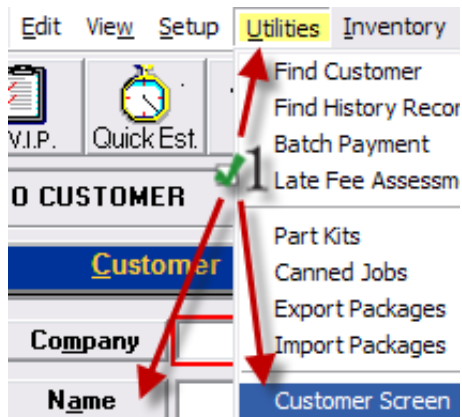 Edit View Setup Utilities Inventory
V.I.P. Quick Est.
O CUSTOMER
Customer
Company
Name
1
Find Customer
Find History Recor
Batch Payment
Late Fee Assessm
Part Kits
Canned Jobs
Export Packages
Import Packages
Customer Screen